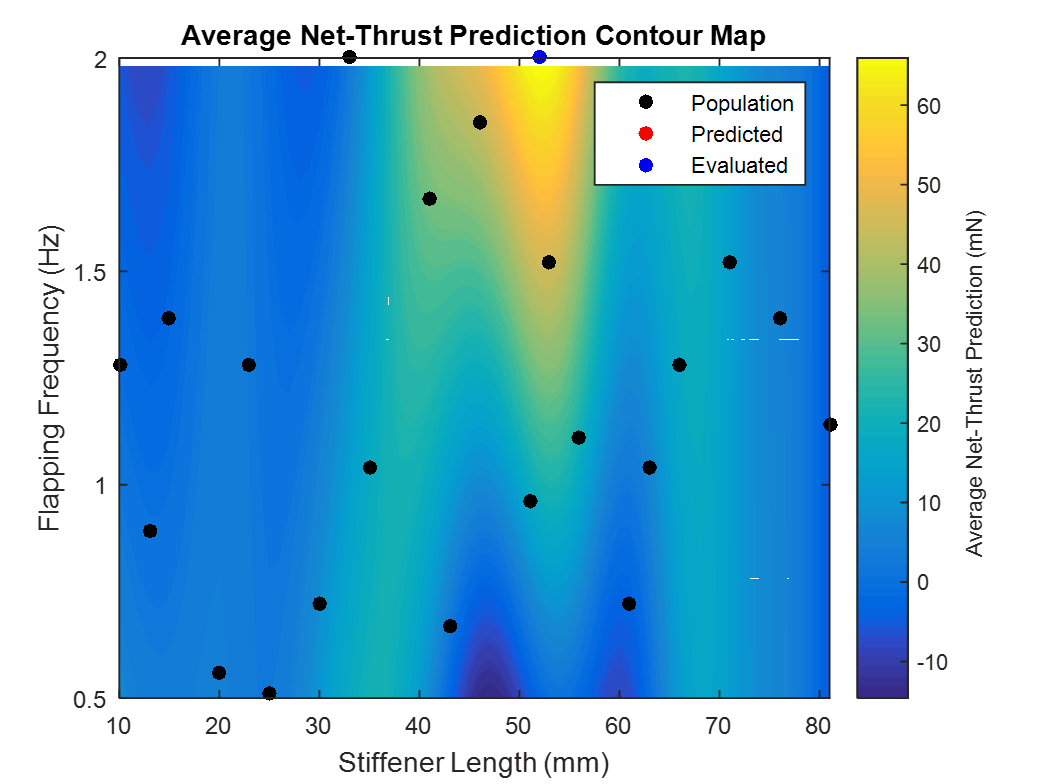 Average Net-Thrust Prediction Contour Map
Population
Predicted
Evaluated
2
1.5
1
0.5
Flapping Frequency (Hz)
10
20
30
40
50
60
70
80
Stiffener Length (mm)
60
50
40
30
20
10
0
-10
Average Net-Thrust Prediction (mN)